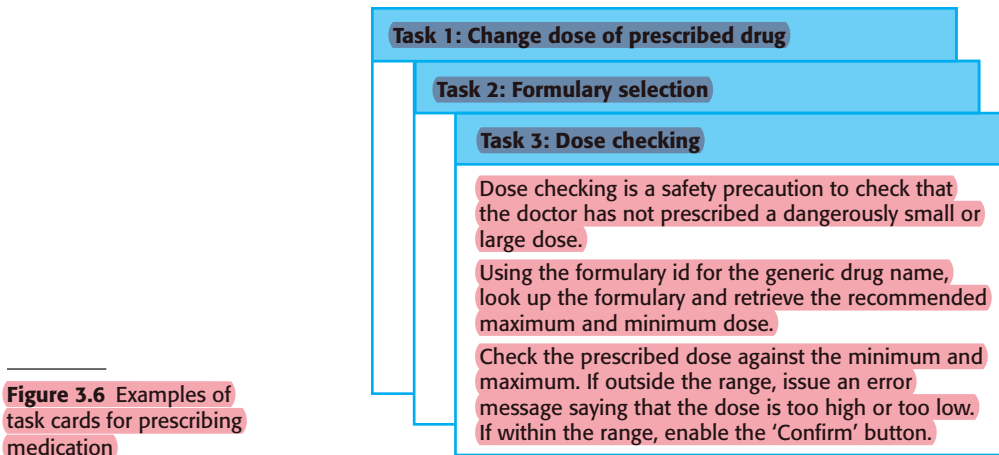 Task 1: Change dose of prescribed drug
Task 2: Formulary selection
Task 3: Dose checking
Dose checking is a safety precaution to check that
the doctor has not prescribed a dangerously small or
large dose.
Using the formulary id for the generic drug name,
look up the formulary and retrieve the recommended
maximum and minimum dose.
Check the prescribed dose against the minimum and
maximum. If outside the range, issue an error
message saying that the dose is too high or too low.
If within the range, enable the ‘Confirm’ button.
Figure 3.6 Examples of
task cards for prescribing
medication